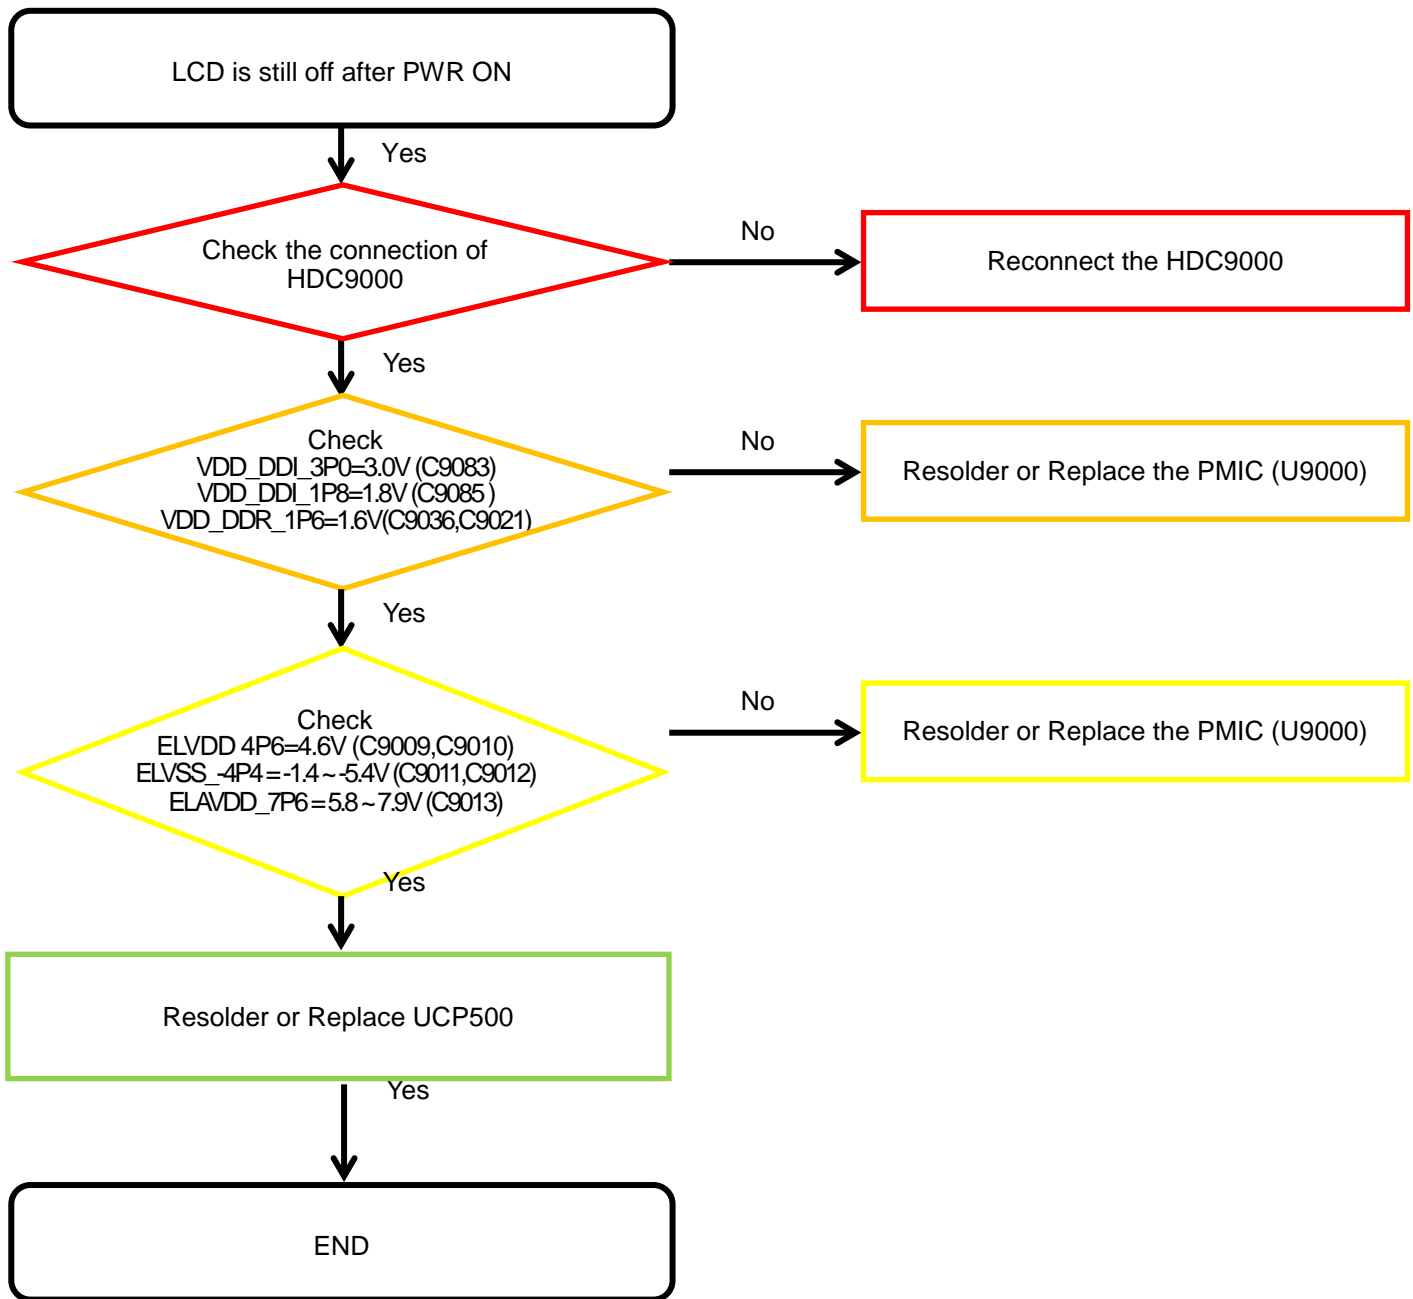 LCD is still off after PWR ON
Yes
Check the connection of
HDC9000
No
Reconnect the HDC9000
Yes
Check
VDD_DDI_3P0=3.0V (C9083)
VDD_DDI_1P8=1.8V (C9085 )
VDD_DDR_1P6=1.6V(C9036,C9021)
No
Resolder or Replace the PMIC (U9000)
Yes
Check
ELVDD 4P6=4.6V (C9009,C9010)
ELVSS_-4P4 = -1.4 ~ -5.4V (C9011,C9012)
ELAVDD_7P6 = 5.8 ~ 7.9V (C9013)
No
Resolder or Replace the PMIC (U9000)
Yes
Resolder or Replace UCP500
Yes
END